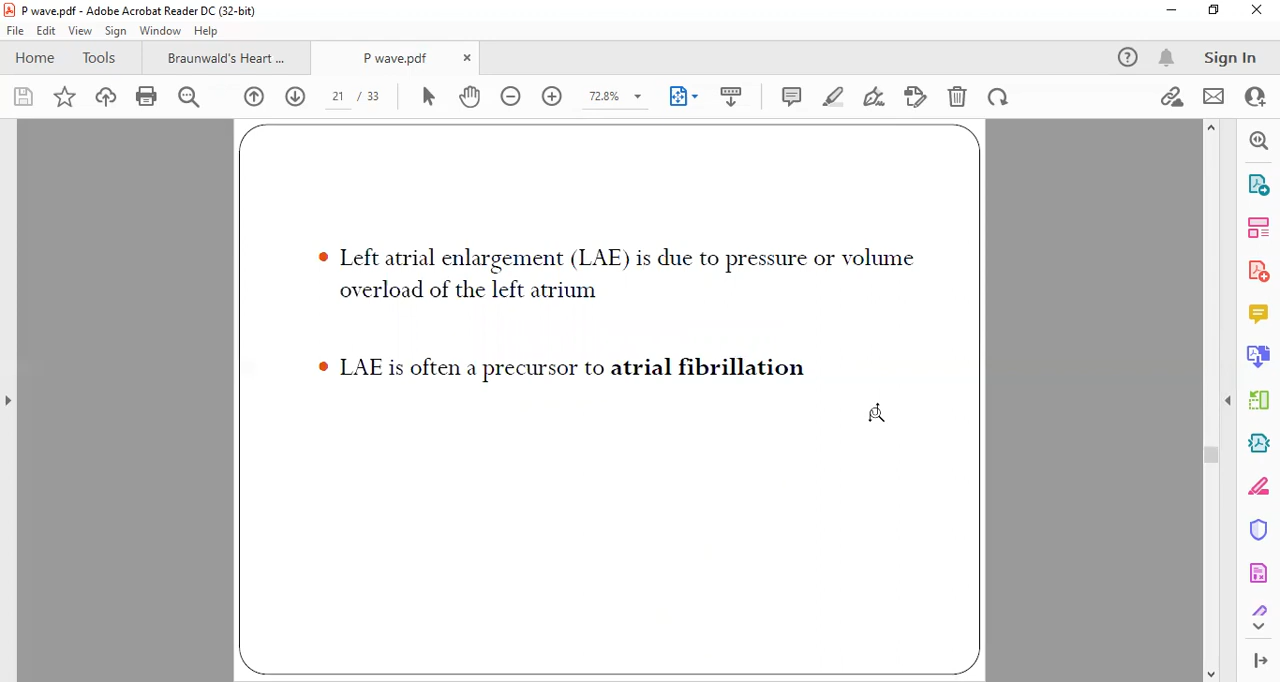 P wave.pdf - Adobe Acrobat Reader DC (32-bit)
File Edit View Sign Window Help
Home Tools Braunwald's Heart ... P wave.pdf × Sign In
21 / 33 72.8%
• Left atrial enlargement (LAE) is due to pressure or volume
overload of the left atrium
• LAE is often a precursor to atrial fibrillation